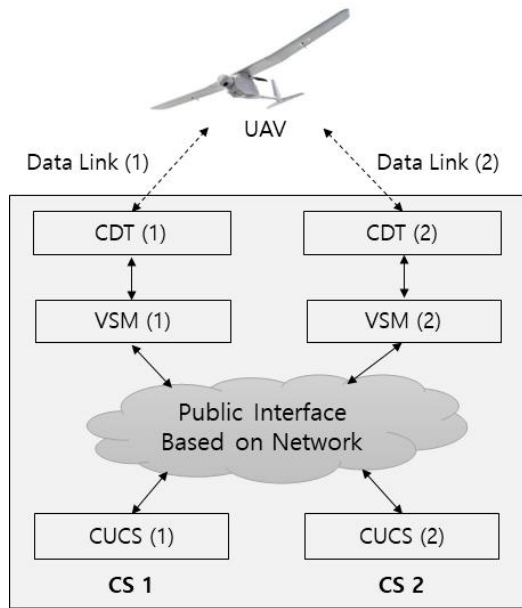 UAV
Data Link (1)
Data Link (2)
CDT (1)
CDT (2)
VSM (1)
VSM (2)
Public Interface
Based on Network
CUCS (1)
CUCS (2)
CS 1
CS 2